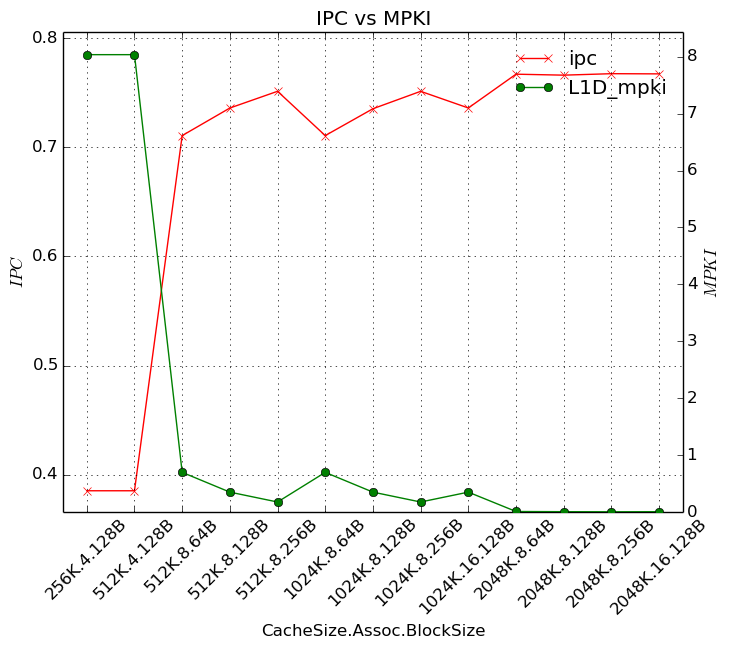 IPC vs MPKI
ipc
L1D_mpki
0.8
0.7
0.6
0.5
0.4
IPC
8
7
6
5
4
3
2
1
0
MPKI
256K.4.128B
512K.4.128B
512K.8.64B
512K.8.128B
512K.8.256B
1024K.8.64B
1024K.8.128B
1024K.8.256B
1024K.16.128B
2048K.8.64B
2048K.8.128B
2048K.8.256B
2048K.16.128B
CacheSize.Assoc.BlockSize